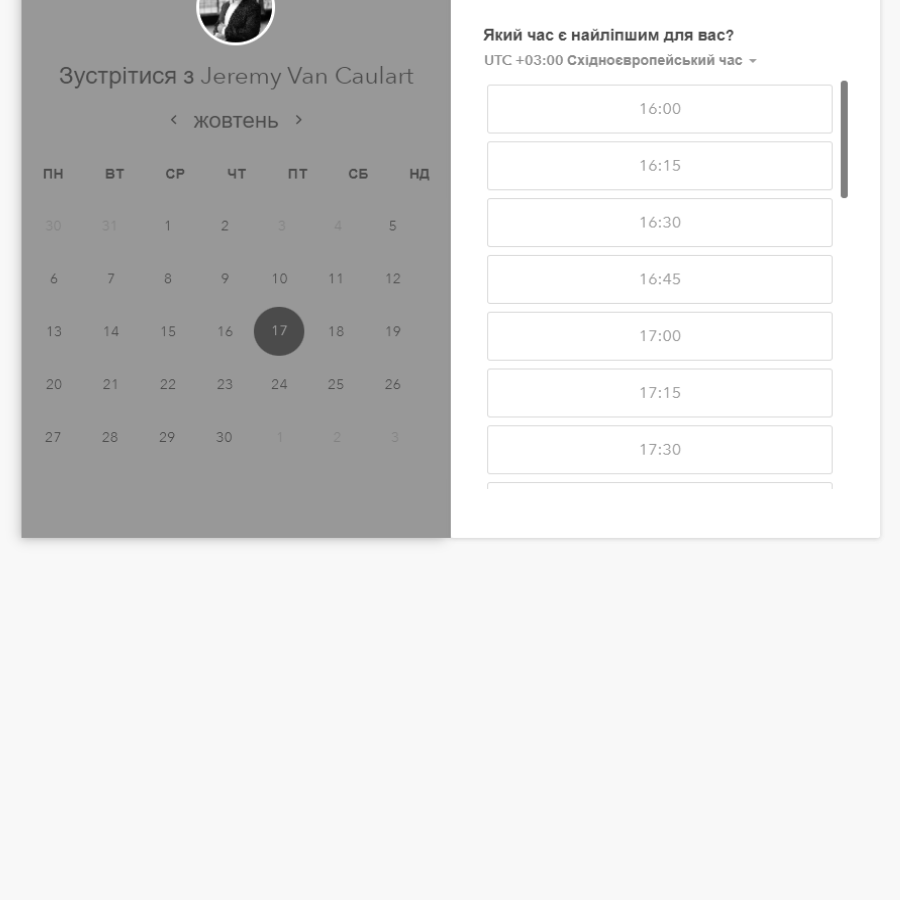 Зустрітися з Jeremy Van Caulart
жовтень
ПН ВТ СР ЧТ ПТ СБ НД
30 31 1 2 3 4 5
6 7 8 9 10 11 12
13 14 15 16 17 18 19
20 21 22 23 24 25 26
27 28 29 30 1 2 3
Який час є найліпшим для вас?
UTC +03:00 Східноєвропейський час
16:00
16:15
16:30
16:45
17:00
17:15
17:30